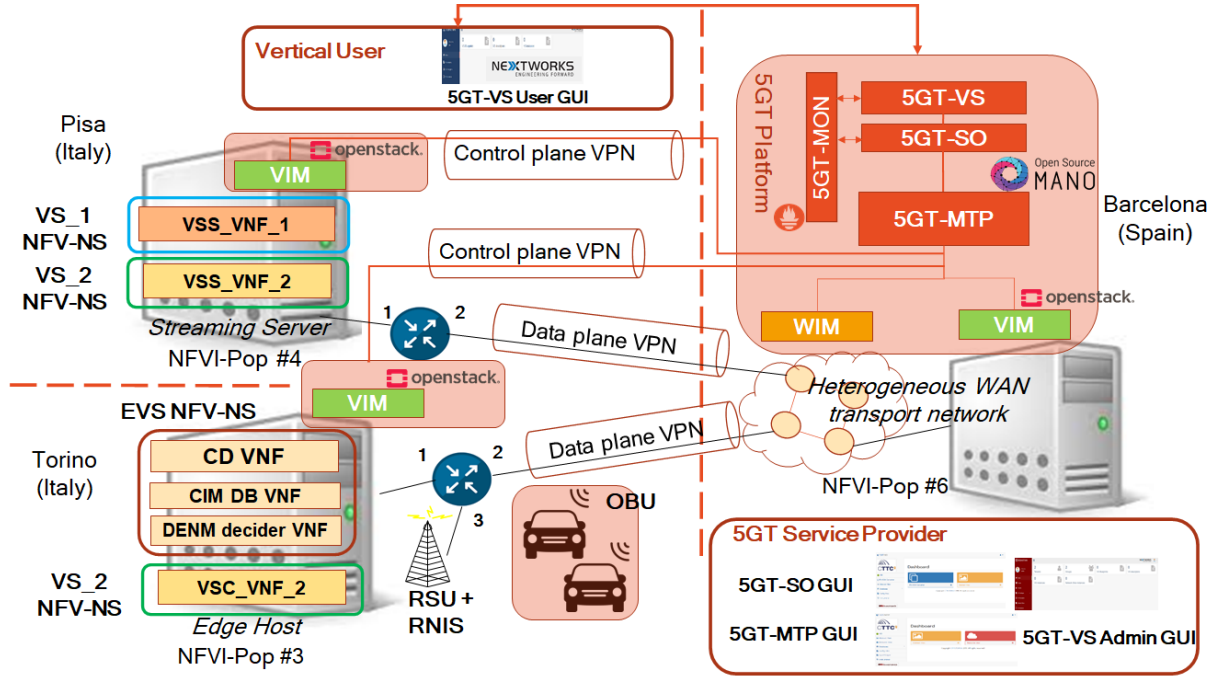 Vertical User
NEXTWORKS
ENGINEERING FORWARD
5GT-VS User GUI
Pisa
(Italy)
openstack.
VIM
Control plane VPN
VS_1
NFV-NS
VSS_VNF_1
VS_2
NFV-NS
VSS_VNF_2
Streaming Server
NFVI-Pop #4
Control plane VPN
1
2
Data plane VPN
5GT Platform
5GT-MON
5GT-VS
5GT-SO
Open Source
MANO
5GT-MTP
Barcelona
(Spain)
WIM
openstack.
VIM
Heterogeneous WAN
transport network
NFVI-Pop #6
openstack.
VIM
EVS NFV-NS
Torino
(Italy)
CD VNF
CIM DB VNF
DENM decider VNF
VS_2
NFV-NS
VSC_VNF_2
Edge Host
NFVI-Pop #3
1
2
3
Data plane VPN
RSU +
RNIS
OBU
5GT Service Provider
5GT-SO GUI
CTTC
Dashboard
5GT-MTP GUI
CTTC
Dashboard
5GT-VS Admin GUI